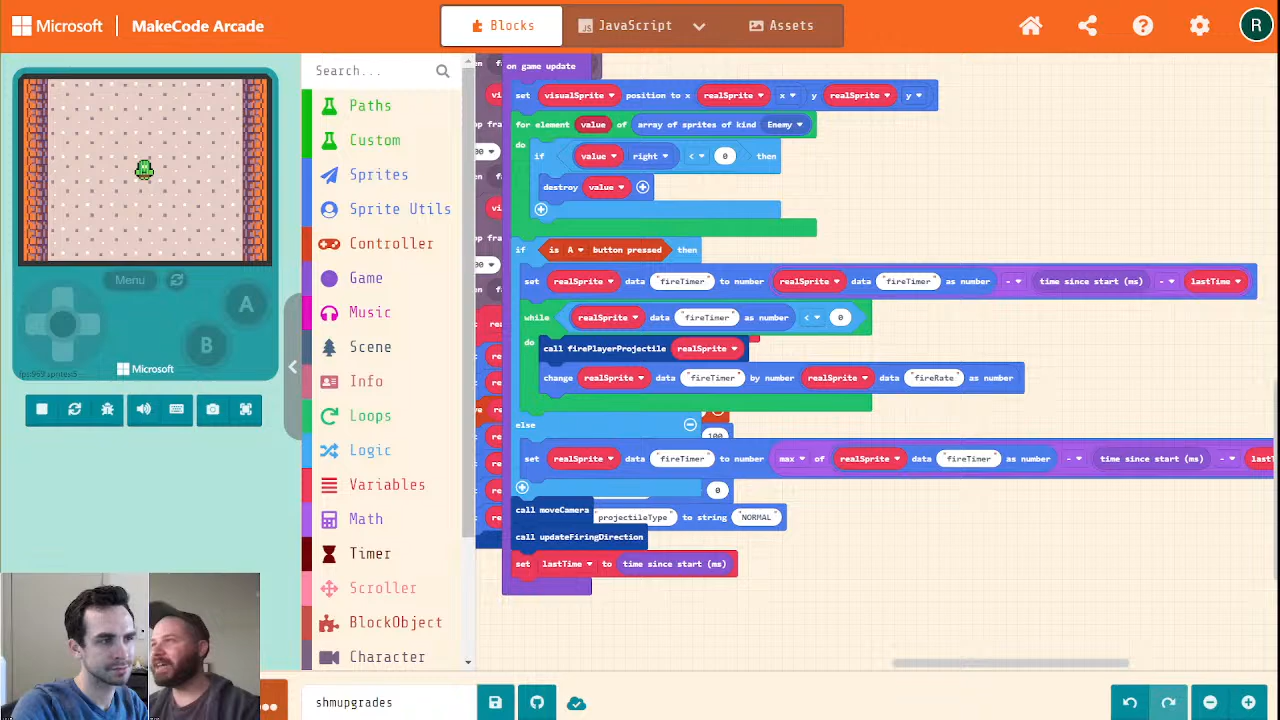 Microsoft MakeCode Arcade Blocks JavaScript Assets R
Menu
A
B
Microsoft
Search...
Paths
Custom
Sprites
Sprite Utils
Controller
Game
Music
Scene
Info
Loops
Logic
Variables
Math
Timer
Scroller
BlockObject
Character
on game update
set visualSprite position to x realSprite x y realSprite y
for element value of array of sprites of kind Enemy
do
if value right < 0 then
destroy value
if is A button pressed then
set realSprite data "fireTimer" to number realSprite data "fireTimer" as number - time since start (ms) - lastTime
while realSprite data "fireTimer" as number < 0
do call firePlayerProjectile realSprite
change realSprite data "fireTimer" by number realSprite data "fireRate" as number
else
100
set realSprite data "fireTimer" to number max of realSprite data "fireTimer" as number - time since start (ms) -
0
call moveCamera projectileType to string "NORMAL"
call updateFiringDirection
set lastTime to time since start (ms)
shmupgrades